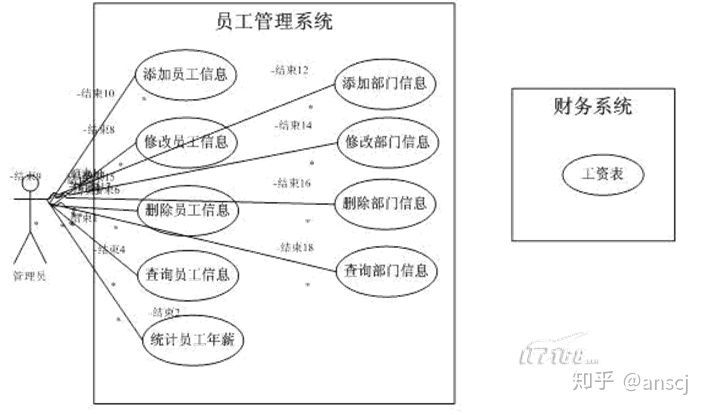 员工管理系统
添加员工信息
-结束12
添加部门信息
-结束10
*
*
-结束8
修改员工信息
-结束14
修改部门信息
财务系统
工资表
*
*
-结束9
-结束16
删除员工信息
删除部门信息
*
*
管理员
-结束4
-结束18
查询员工信息
查询部门信息
*
*
-结束2
*
统计员工年薪
知乎 @anscj